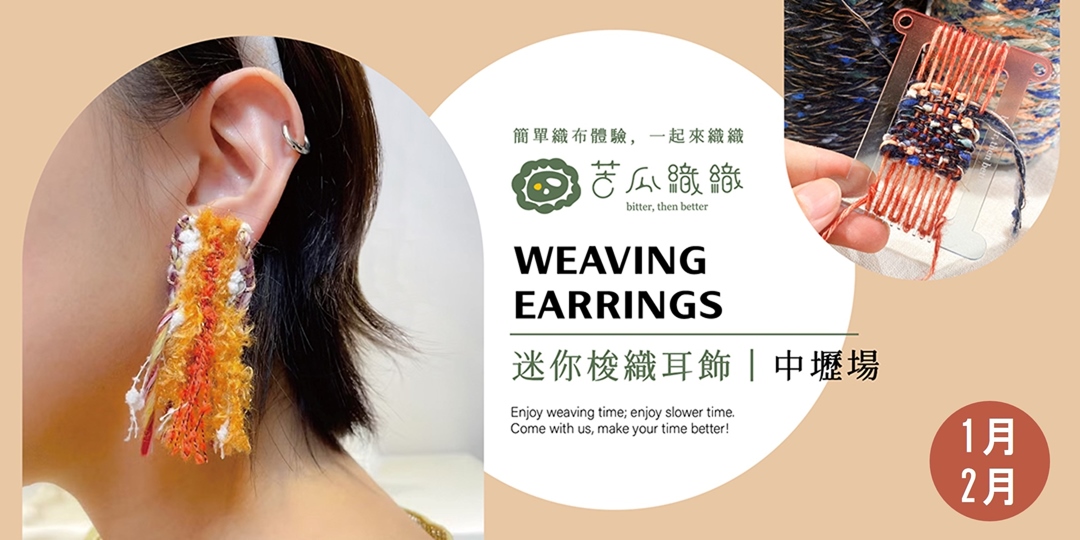 簡單織布體驗，一起來織織
苦瓜織織
bitter, then better
WEAVING
EARRINGS
迷你梭織耳飾｜中壢場
Enjoy weaving time; enjoy slower time.
Come with us, make your time better!
1月
2月